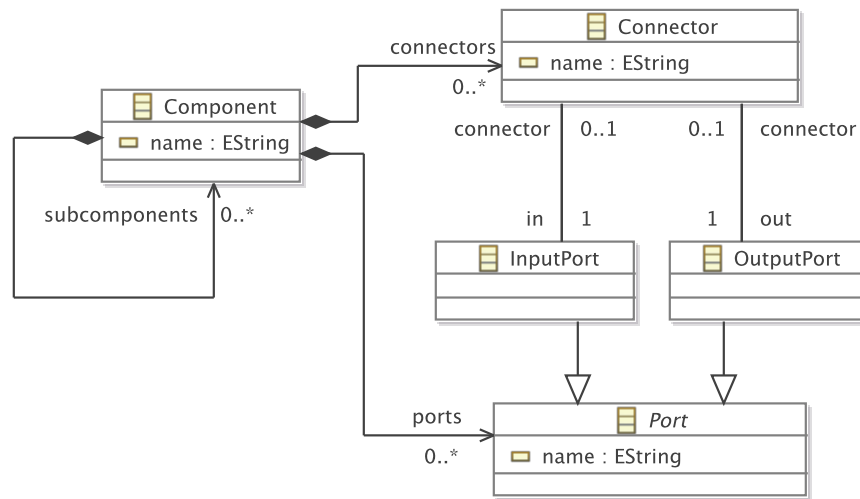 Connector
connectors
name : EString
0..*
Component
connector
0..1
0..1
connector
name : EString
subcomponents
0..*
in
1
1
out
InputPort
OutputPort
ports
Port
0..*
name : EString